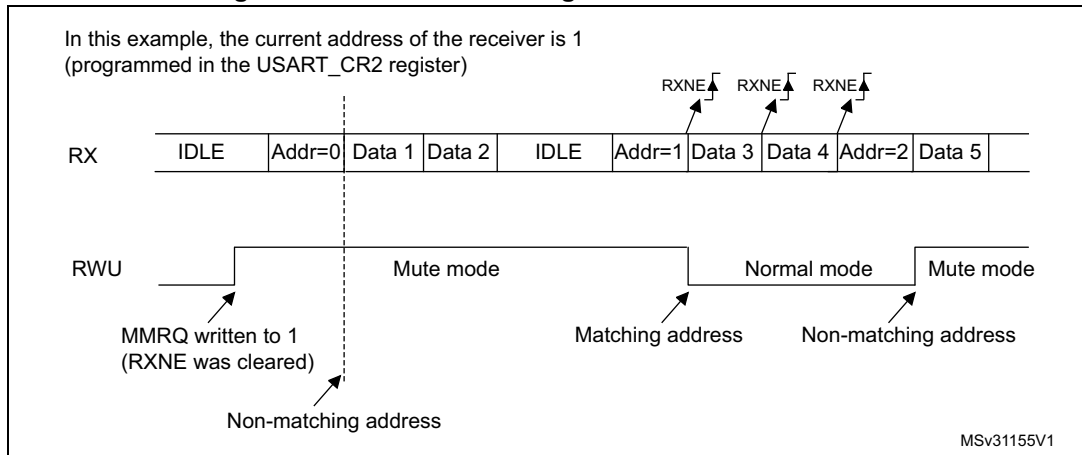 In this example, the current address of the receiver is 1
(programmed in the USART_CR2 register)
RXNE RXNE RXNE
RX IDLE Addr=0 Data 1 Data 2 IDLE Addr=1 Data 3 Data 4 Addr=2 Data 5
RWU Mute mode Normal mode Mute mode
MMRQ written to 1 Matching address Non-matching address
(RXNE was cleared)
Non-matching address
MSv31155V1